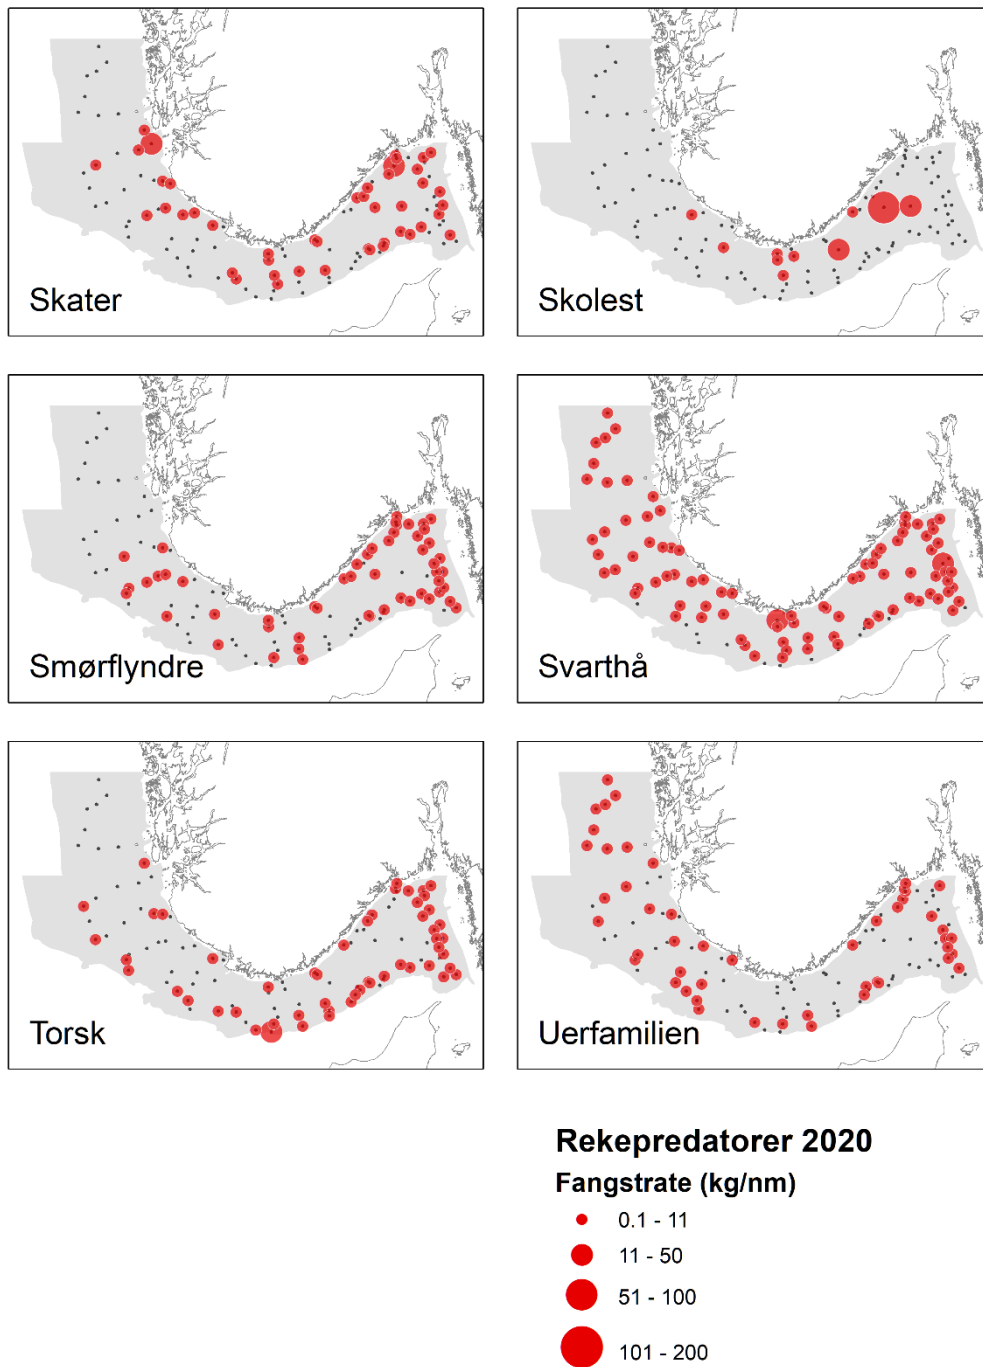 Skater
Skolest
Smørflyndre
Svarthå
Torsk
Uerfamilien
Rekepredatorer 2020
Fangstrate (kg/nm)
0.1 - 11
11 - 50
51 - 100
101 - 200